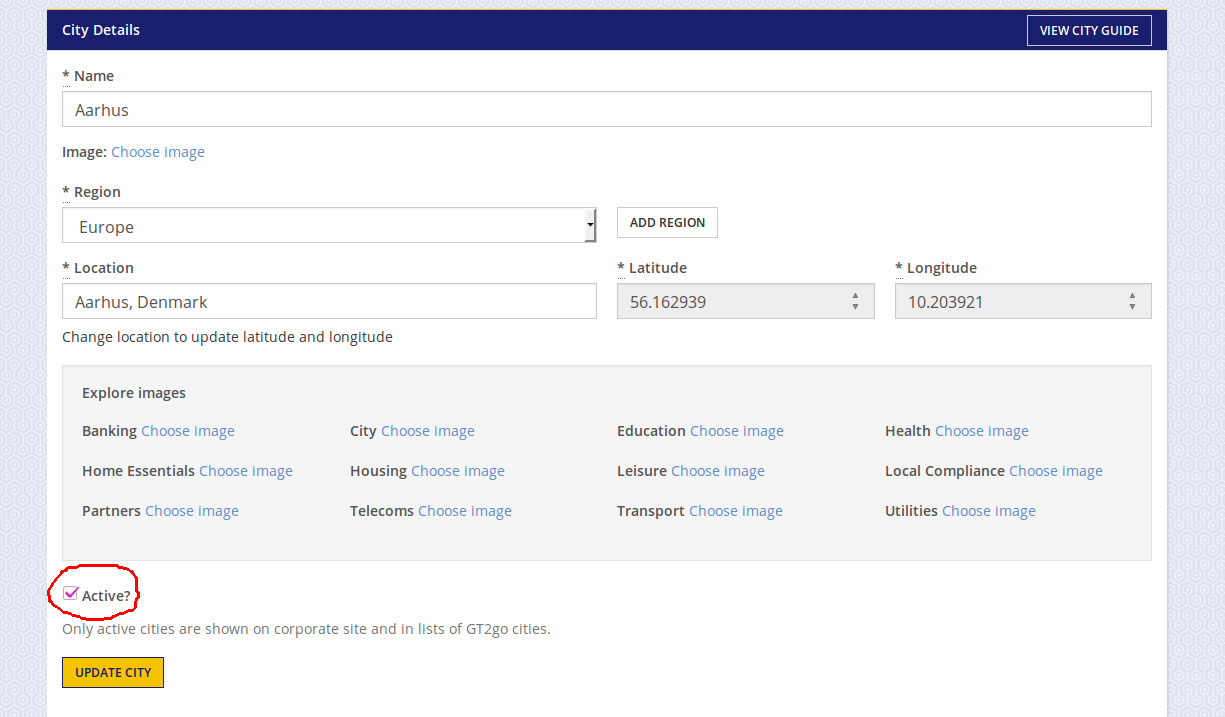 City Details VIEW CITY GUIDE
* Name
Aarhus
Image: Choose image
* Region
Europe ADD REGION
* Location * Latitude * Longitude
Aarhus, Denmark 56.162939 10.203921
Change location to update latitude and longitude
Explore images
Banking Choose image City Choose image Education Choose image Health Choose image
Home Essentials Choose image Housing Choose image Leisure Choose image Local Compliance Choose image
Partners Choose image Telecoms Choose image Transport Choose image Utilities Choose image
Active?
Only active cities are shown on corporate site and in lists of GT2go cities.
UPDATE CITY